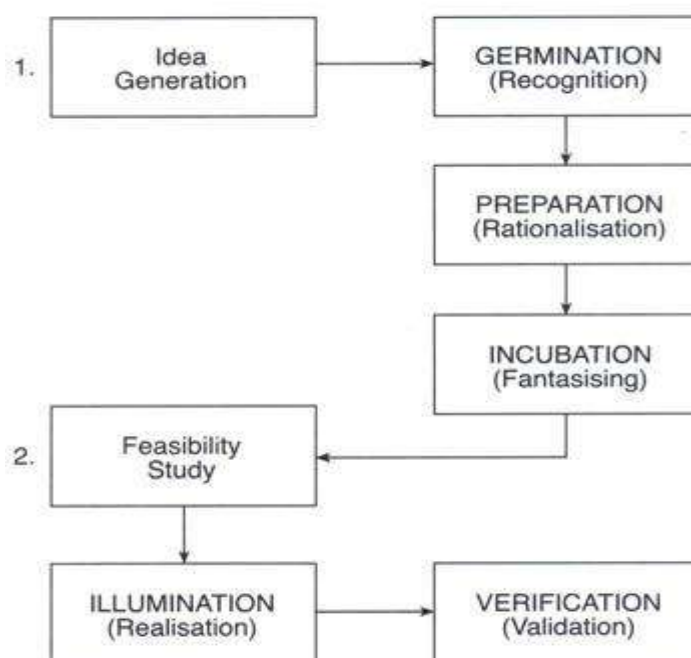 1.
Idea
Generation
GERMINATION
(Recognition)
PREPARATION
(Rationalisation)
INCUBATION
(Fantasising)
2.
Feasibility
Study
ILLUMINATION
(Realisation)
VERIFICATION
(Validation)